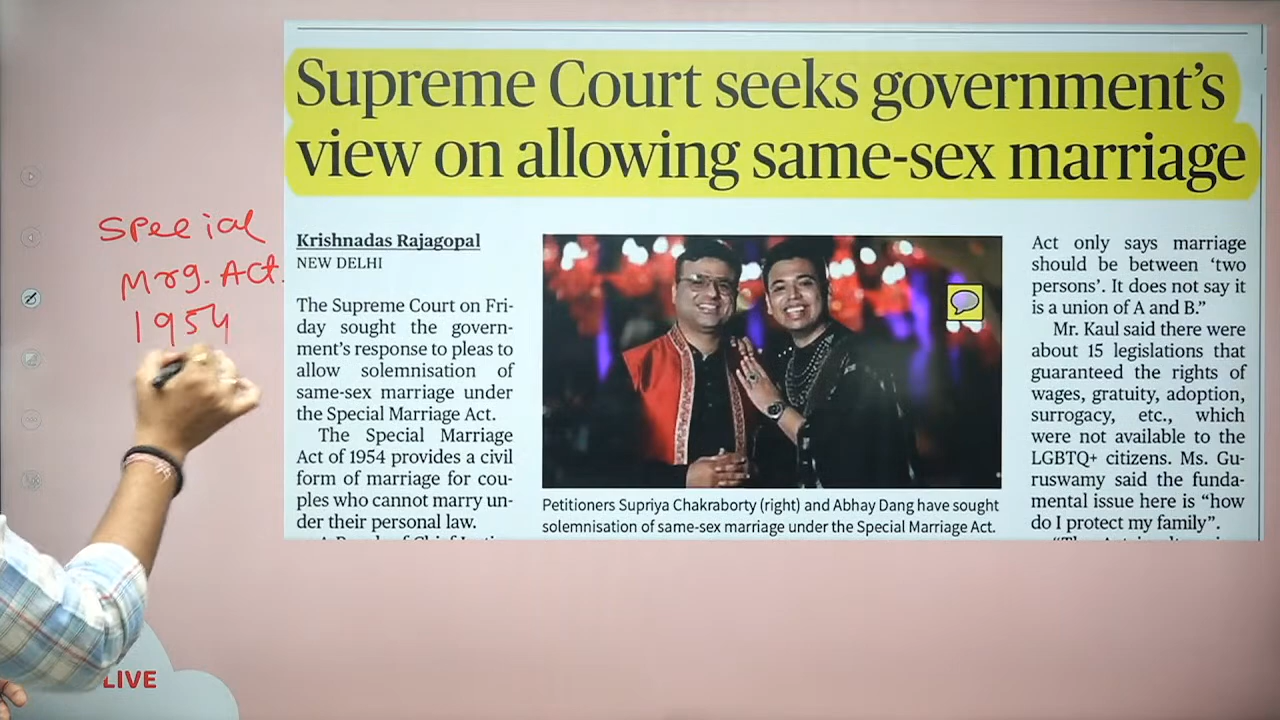 Supreme Court seeks government's
view on allowing same-sex marriage
Special
Mrg. Act.
1954
Krishnadas Rajagopal
NEW DELHI
The Supreme Court on Fri-
day sought the govern-
ment's response to pleas to
allow solemnisation of
same-sex marriage under
the Special Marriage Act.
The Special Marriage
Act of 1954 provides a civil
form of marriage for cou-
ples who cannot marry un-
der their personal law.
Petitioners Supriya Chakraborty (right) and Abhay Dang have sought
solemnisation of same-sex marriage under the Special Marriage Act.
Act only says marriage
should be between 'two
persons'. It does not say it
is a union of A and B."
Mr. Kaul said there were
about 15 legislations that
guaranteed the rights of
wages, gratuity, adoption,
surrogacy, etc., which
were not available to the
LGBTQ+ citizens. Ms. Gu-
ruswamy said the funda-
mental issue here is "how
do I protect my family".
LIVE